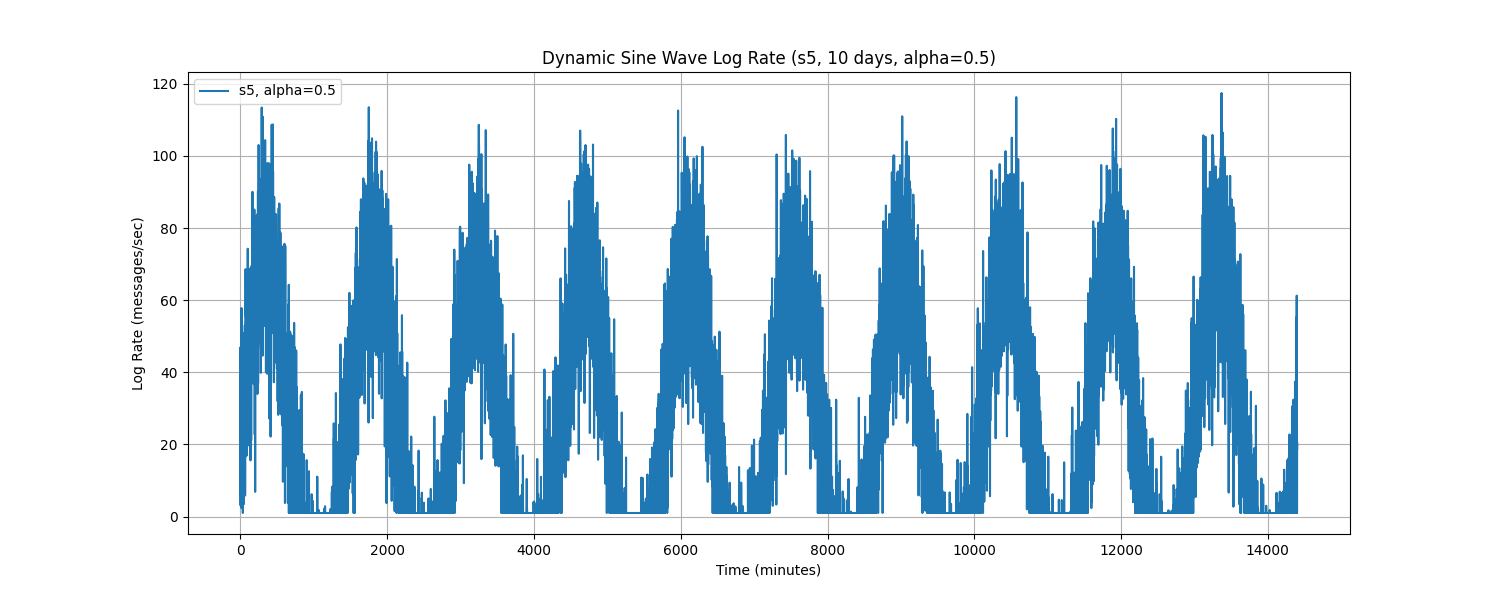 Dynamic Sine Wave Log Rate (s5, 10 days, alpha=0.5)
s5, alpha=0.5
Log Rate (messages/sec)
120
100
80
60
40
20
0
0 2000 4000 6000 8000 10000 12000 14000
Time (minutes)